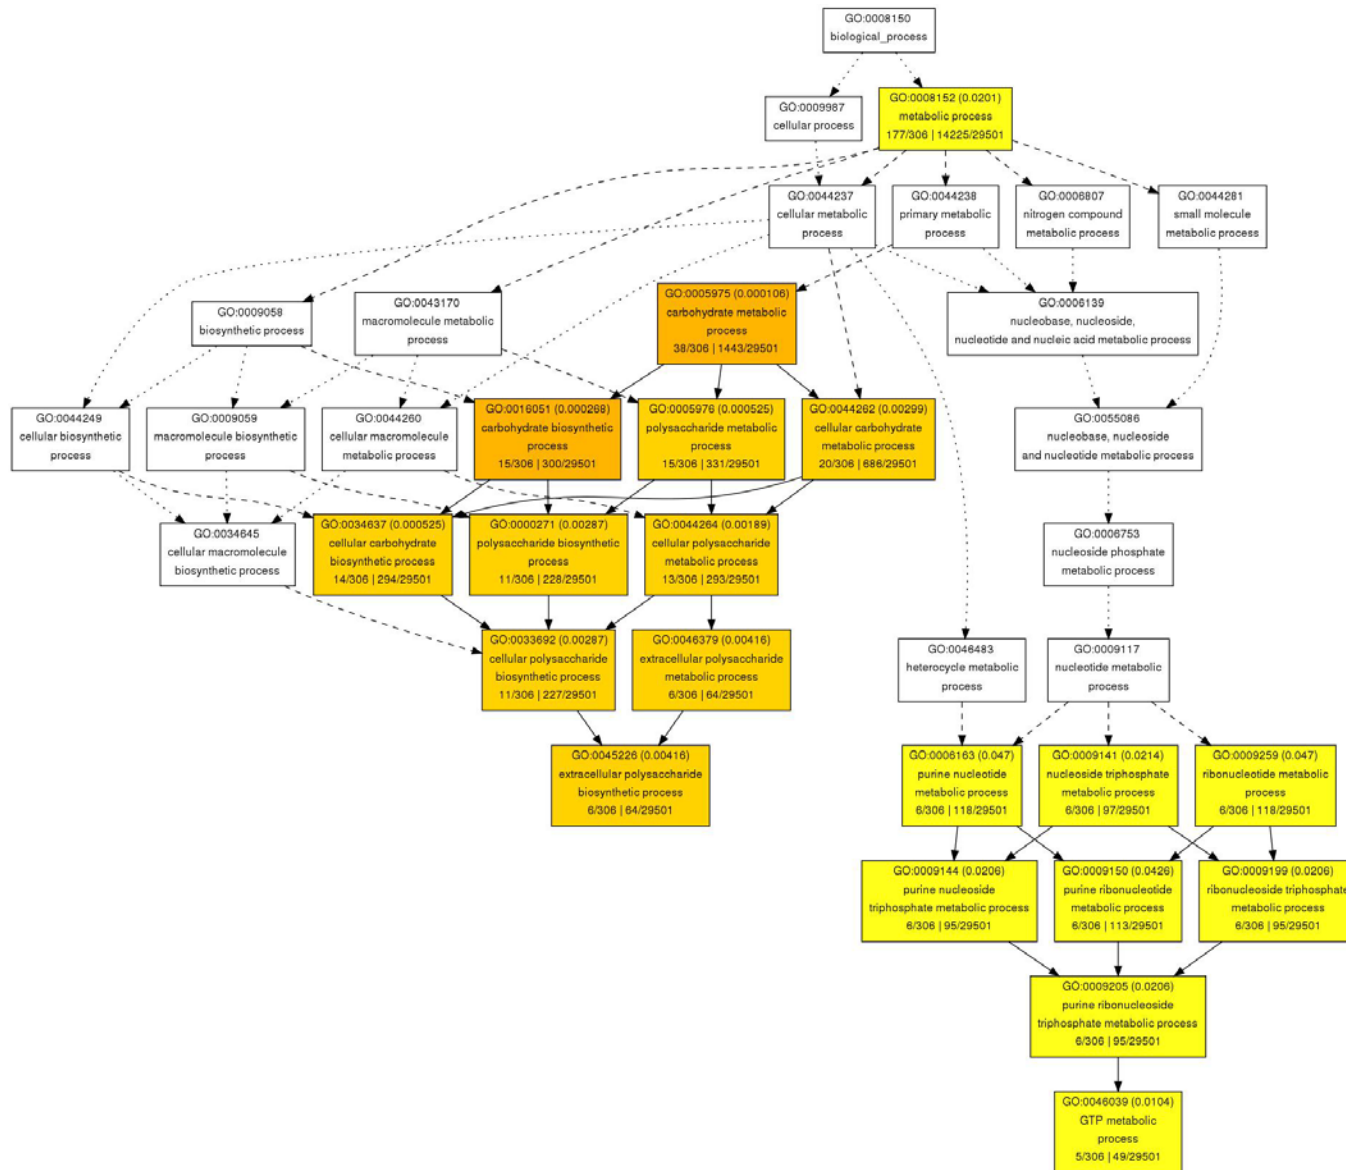 GO:0008150
biological_process
GO:0009987
cellular process
GO:0008152 (0.0201)
metabolic process
177/306 | 14225/29501
GO:0044237
cellular metabolic
process
GO:0044238
primary metabolic
process
GO:0006807
nitrogen compound
metabolic process
GO:0044281
small molecule
metabolic process
GO:0009058
biosynthetic process
GO:0043170
macromolecule metabolic
process
GO:0005975 (0.000106)
carbohydrate metabolic
process
38/306 | 1443/29501
GO:0006139
nucleobase, nucleoside,
nucleotide and nucleic acid metabolic process
GO:0044249
cellular biosynthetic
process
GO:0009059
macromolecule biosynthetic
process
GO:0044260
cellular macromolecule
metabolic process
GO:0016051 (0.000268)
carbohydrate biosynthetic
process
15/306 | 300/29501
GO:0005976 (0.000525)
polysaccharide metabolic
process
15/306 | 331/29501
GO:0044262 (0.00299)
cellular carbohydrate
metabolic process
20/306 | 686/29501
GO:0055086
nucleobase, nucleoside
and nucleotide metabolic process
GO:0034645
cellular macromolecule
biosynthetic process
GO:0034637 (0.000525)
cellular carbohydrate
biosynthetic process
14/306 | 294/29501
GO:0000271 (0.00287)
polysaccharide biosynthetic
process
11/306 | 228/29501
GO:0044264 (0.00189)
cellular polysaccharide
metabolic process
13/306 | 293/29501
GO:0006753
nucleoside phosphate
metabolic process
GO:0033692 (0.00287)
cellular polysaccharide
biosynthetic process
11/306 | 227/29501
GO:0046379 (0.00416)
extracellular polysaccharide
metabolic process
6/306 | 64/29501
GO:0046483
heterocycle metabolic
process
GO:0009117
nucleotide metabolic
process
GO:0045226 (0.00416)
extracellular polysaccharide
biosynthetic process
6/306 | 64/29501
GO:0006163 (0.047)
purine nucleotide
metabolic process
6/306 | 118/29501
GO:0009141 (0.0214)
nucleoside triphosphate
metabolic process
6/306 | 97/29501
GO:0009259 (0.047)
ribonucleotide metabolic
process
6/306 | 118/29501
GO:0009144 (0.0206)
purine nucleoside
triphosphate metabolic process
6/306 | 95/29501
GO:0009150 (0.0426)
purine ribonucleotide
metabolic process
6/306 | 113/29501
GO:0009199 (0.0206)
ribonucleoside triphosphate
metabolic process
6/306 | 95/29501
GO:0009205 (0.0206)
purine ribonucleoside
triphosphate metabolic process
6/306 | 95/29501
GO:0046039 (0.0104)
GTP metabolic
process
5/306 | 49/29501